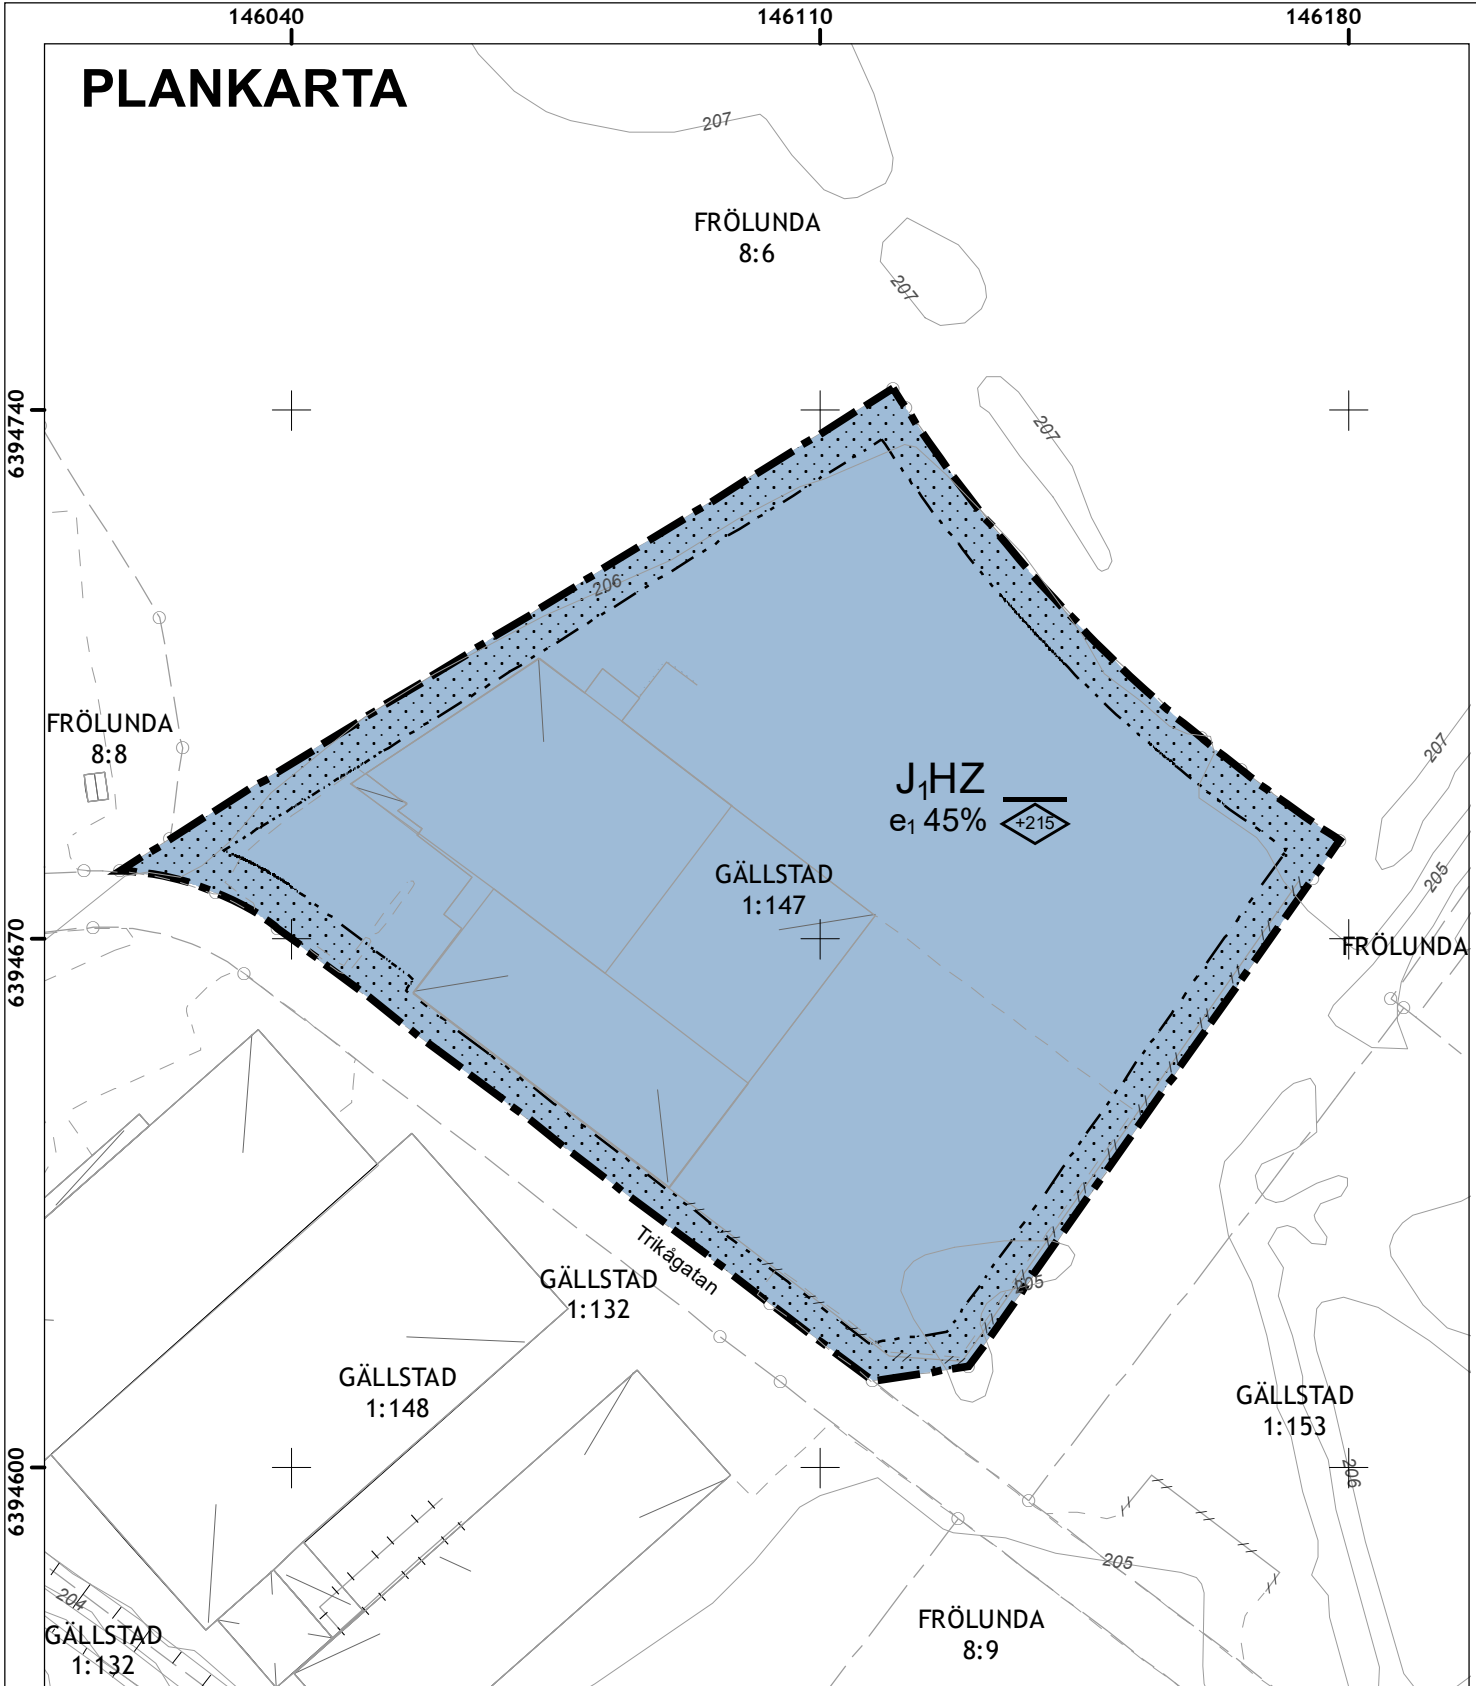 146040
146110
146180
PLANKARTA
207
FRÖLUNDA
8:6
207
6394740
207
206
FRÖLUNDA
8:8
207
J₁HZ
e₁ 45%
+215
GÄLLSTAD
1:147
205
6394670
FRÖLUNDA
Trikågatan
GÄLLSTAD
1:132
205
GÄLLSTAD
1:148
GÄLLSTAD
1:153
6394600
206
205
204
GÄLLSTAD
1:132
FRÖLUNDA
8:9